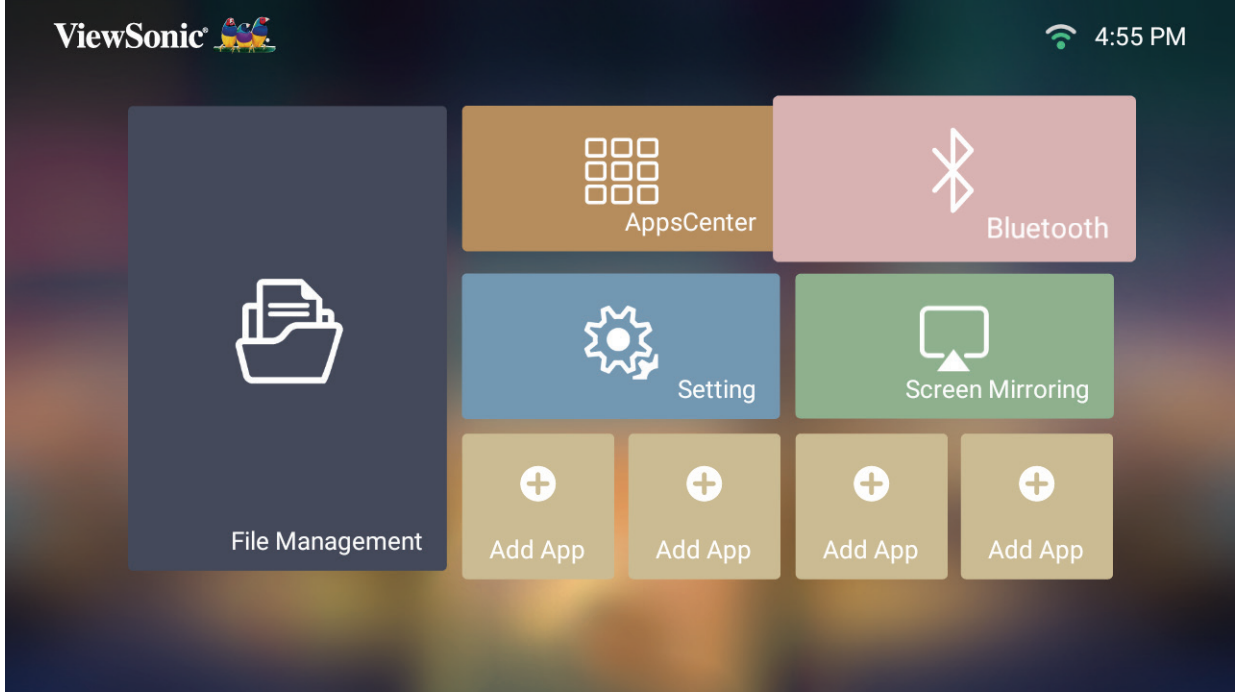 ViewSonic®
4:55 PM
AppsCenter
Bluetooth
Setting
Screen Mirroring
File Management
Add App
Add App
Add App
Add App